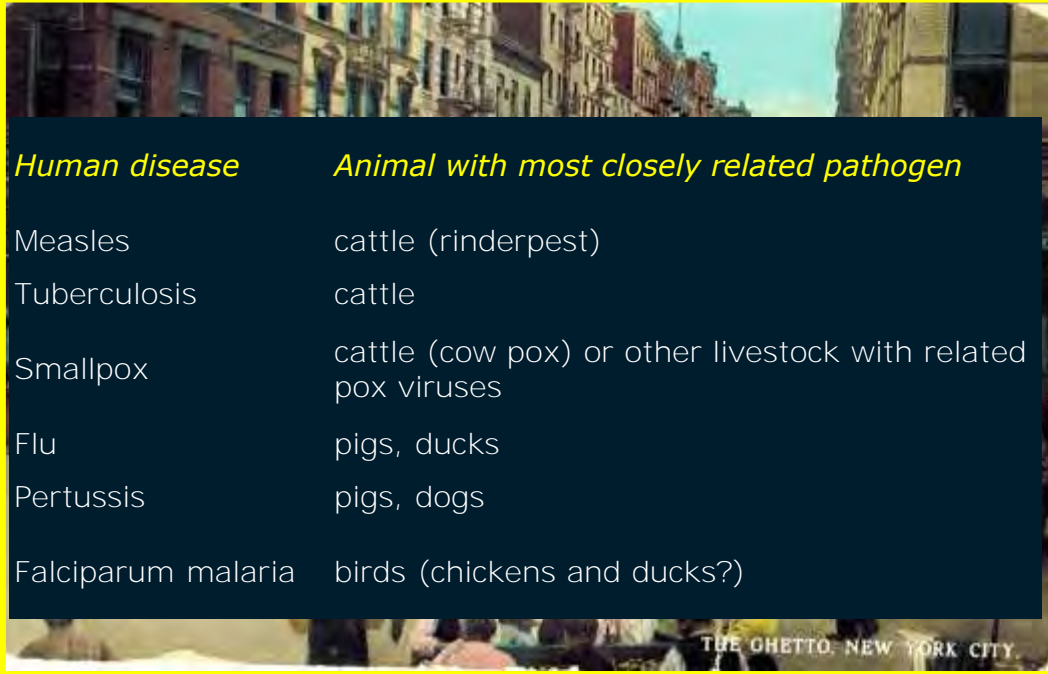 Human disease Animal with most closely related pathogen
Measles cattle (rinderpest)
Tuberculosis cattle
Smallpox cattle (cow pox) or other livestock with related
pox viruses
Flu pigs, ducks
Pertussis pigs, dogs
Falciparum malaria birds (chickens and ducks?)
THE GHETTO, NEW YORK CITY.